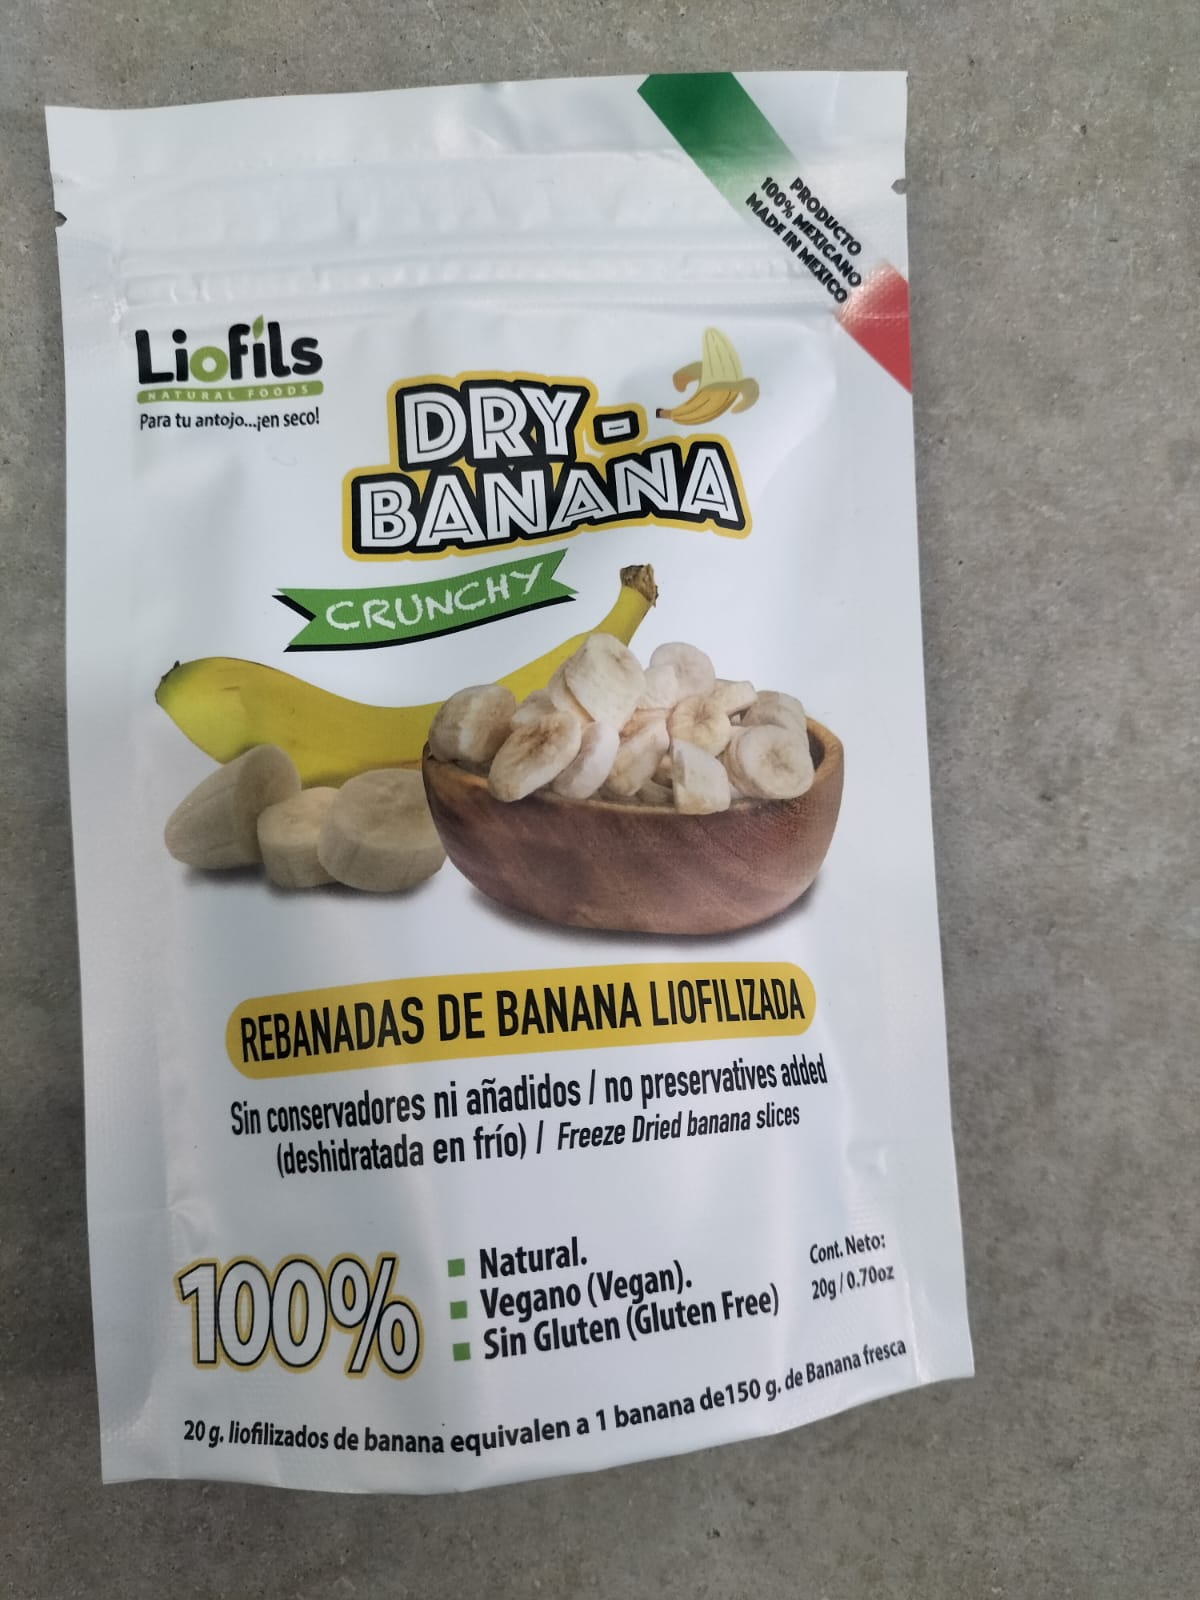 PRODUCTO
100% MEXICANO
MADE IN MEXICO
Liofils
NATURAL FOODS
Para tu antojo...¡en seco!
DRY -
BANANA
CRUNCHY
REBANADAS DE BANANA LIOFILIZADA
Sin conservadores ni añadidos / no preservatives added
(deshidratada en frío) / Freeze Dried banana slices
100%
Natural.
Vegano (Vegan).
Sin Gluten (Gluten Free)
Cont. Neto:
20g / 0.70oz
20 g. liofilizados de banana equivalen a 1 banana de150 g. de Banana fresca